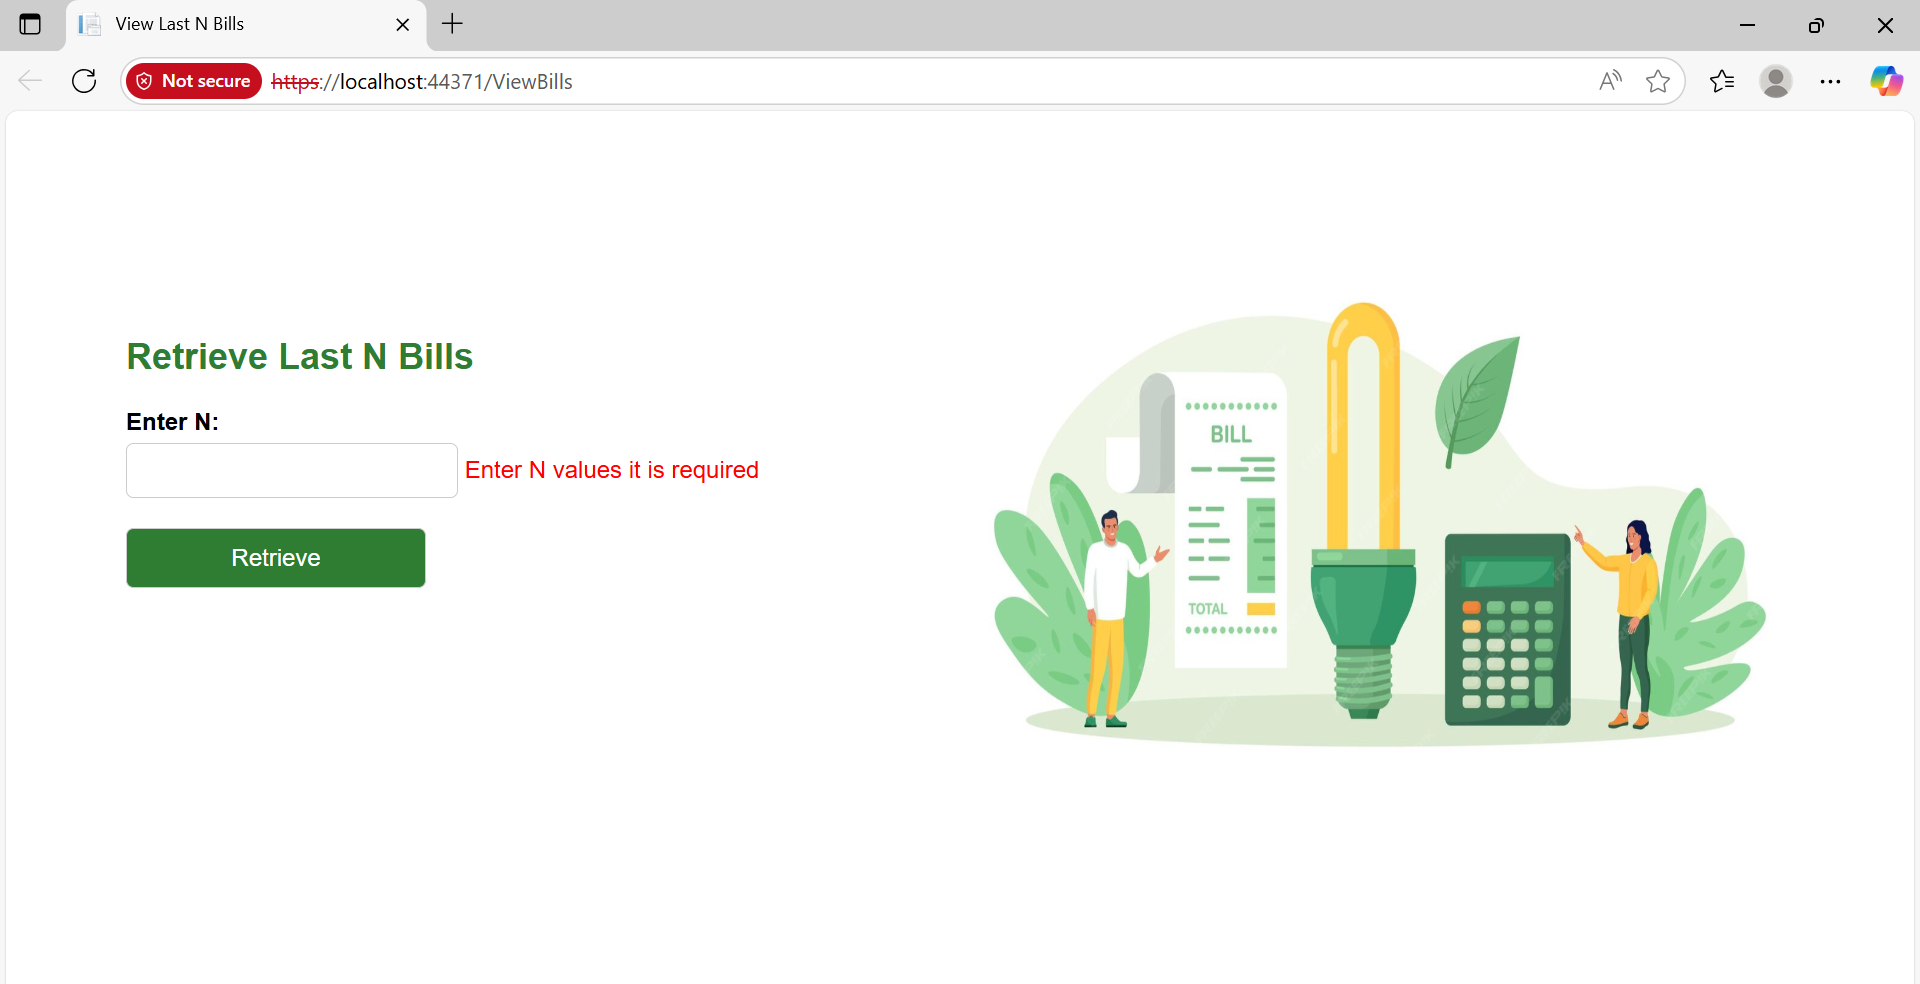 View Last N Bills
Not secure https://localhost:44371/ViewBills
Retrieve Last N Bills
Enter N:
Enter N values it is required
Retrieve
BILL
TOTAL